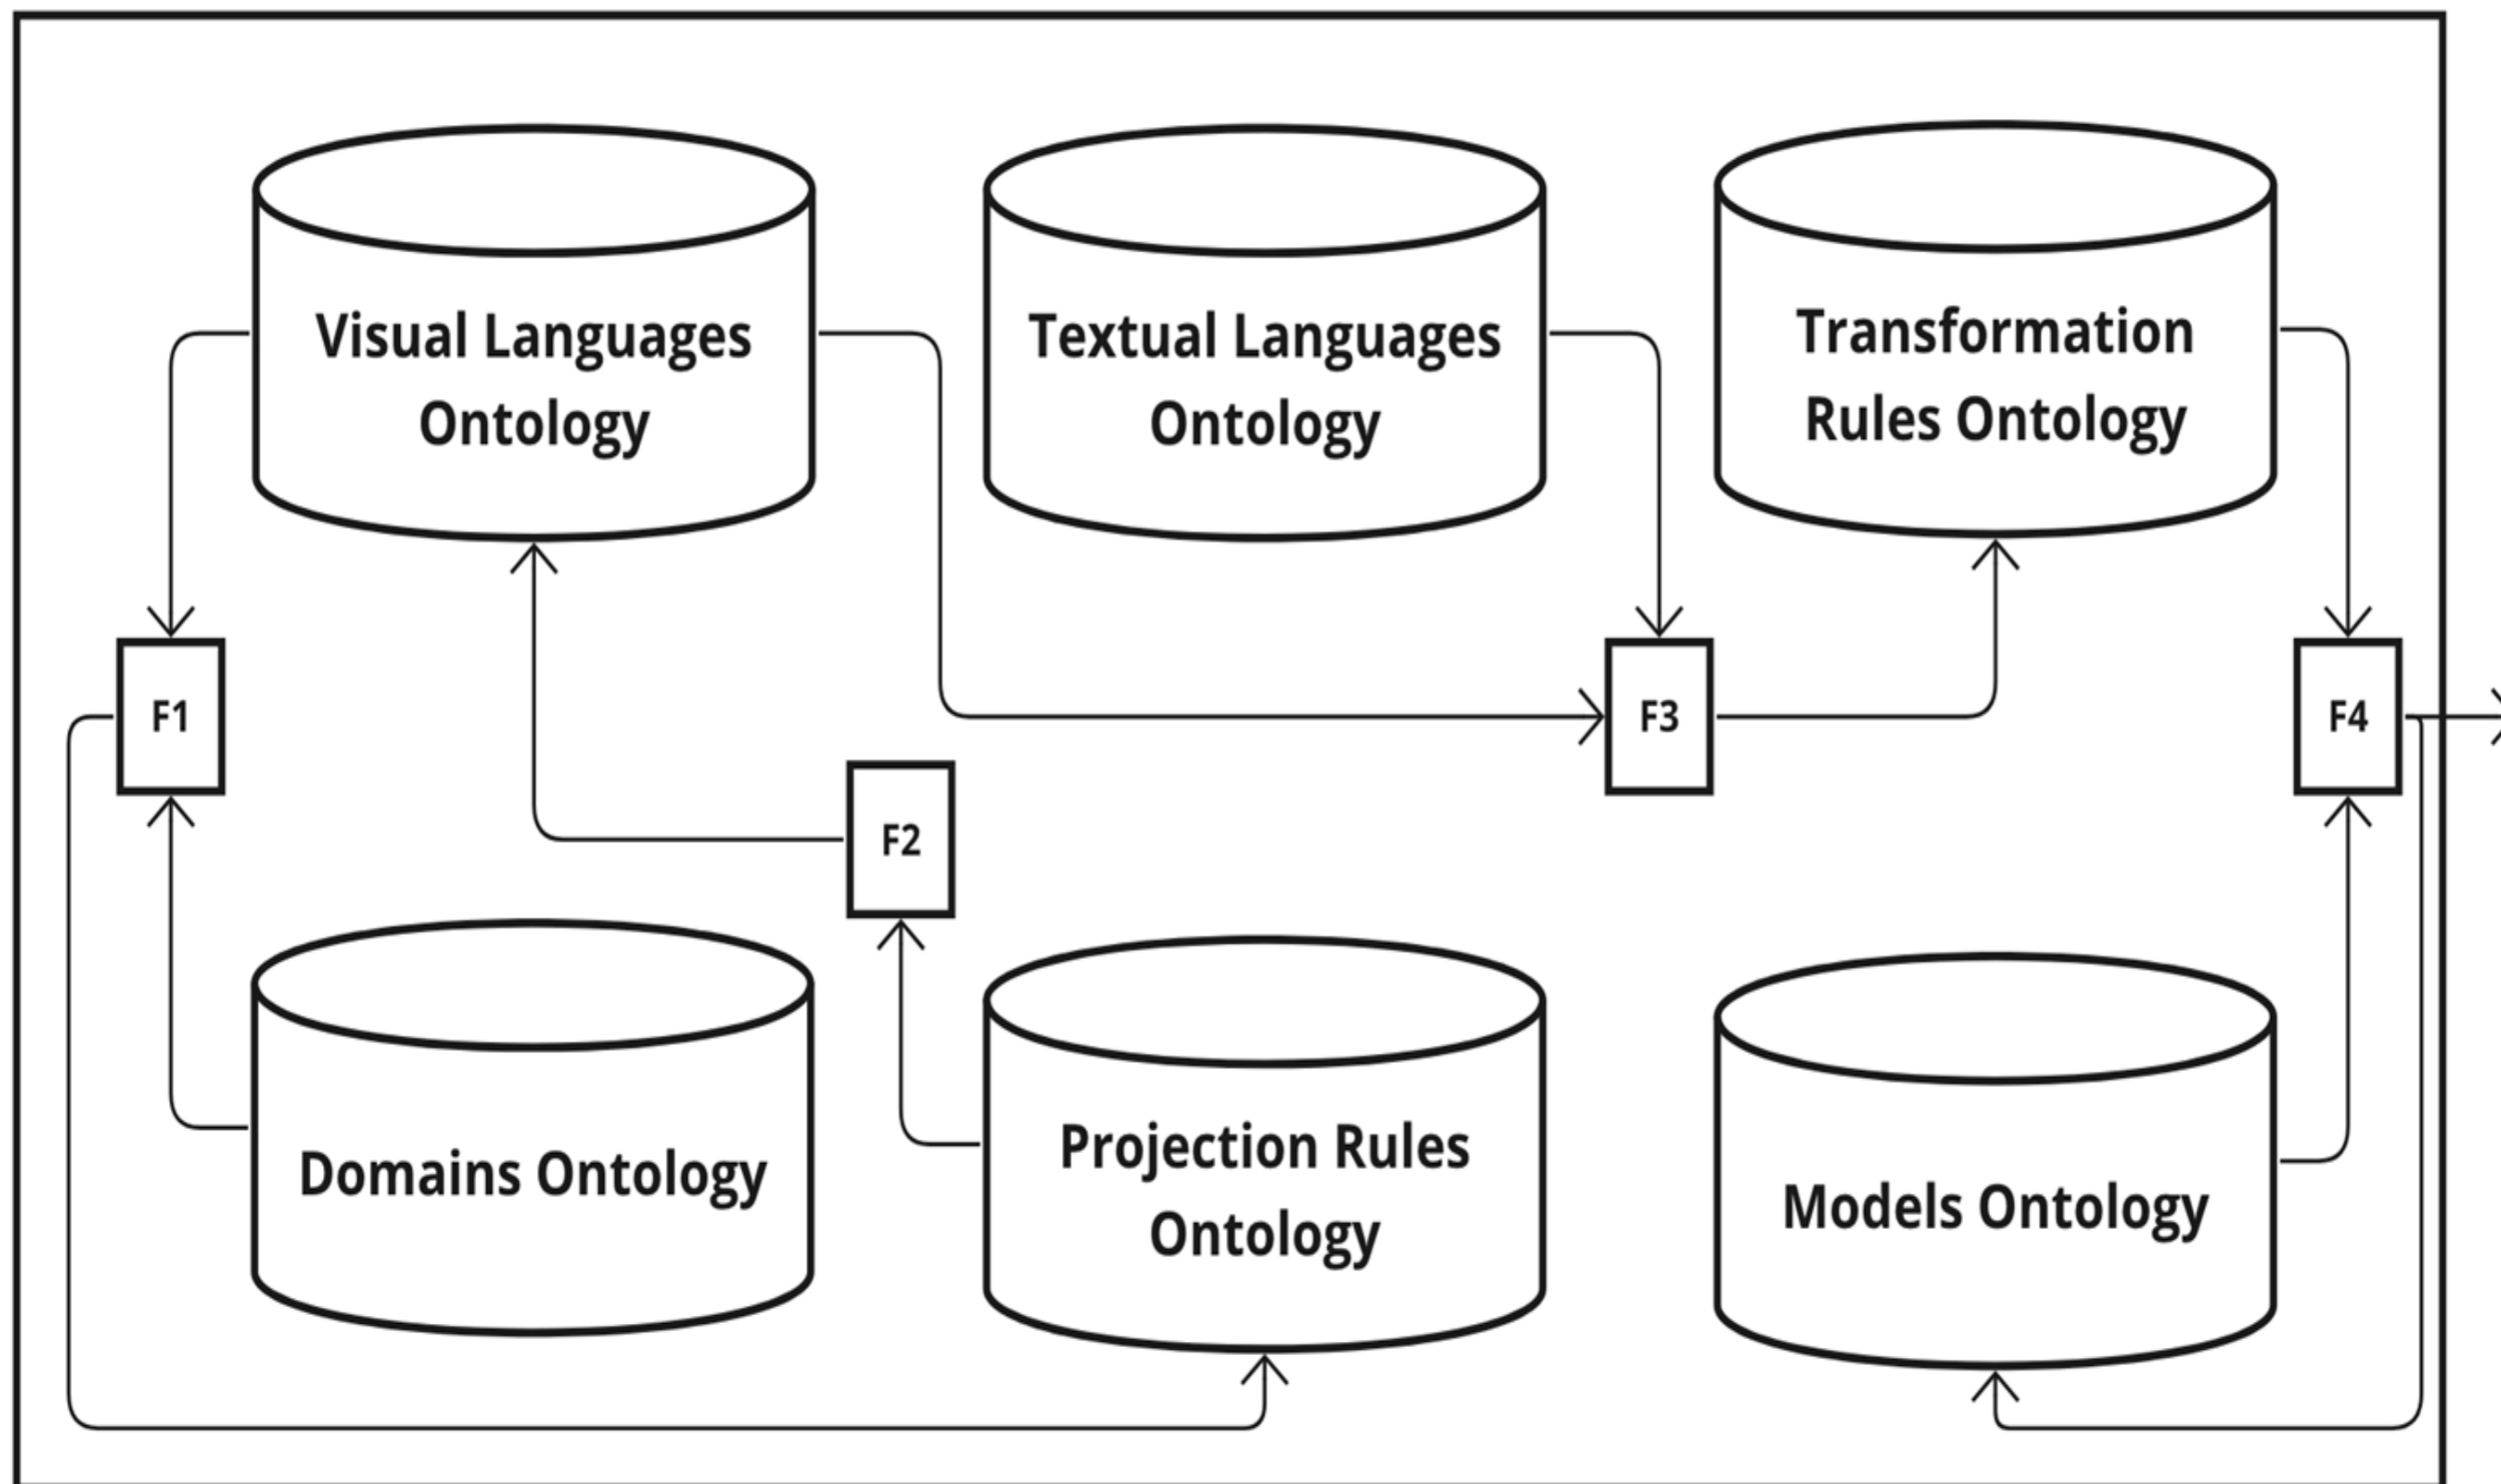 Visual Languages
Ontology
Textual Languages
Ontology
Transformation
Rules Ontology
F1
F2
F3
F4
Domains Ontology
Projection Rules
Ontology
Models Ontology